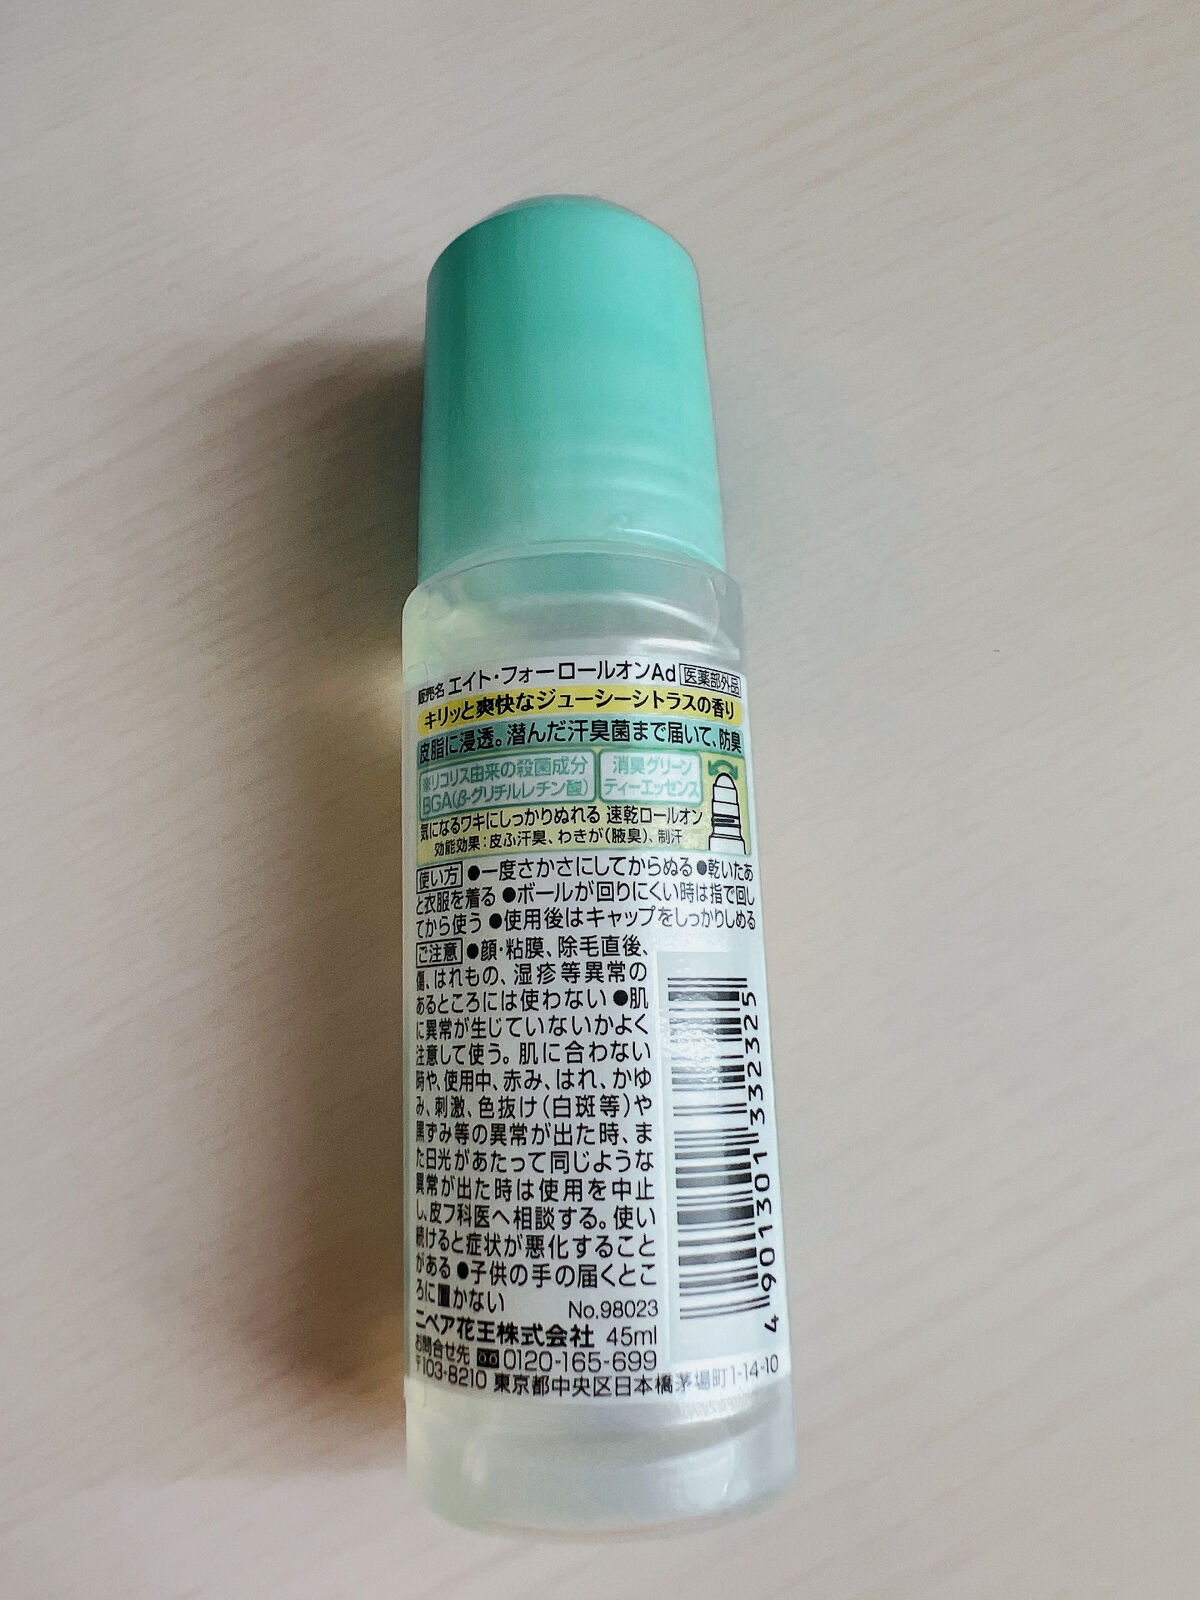 販売名 エイト・フォーロールオンAd 医薬部外品
キリッと爽快なジューシーシトラスの香り
皮脂に浸透。潜んだ汗臭菌まで届いて、防臭
※リコリス由来の殺菌成分
BGA(β-グリチルレチン酸)
消臭グリーン
ティーエッセンス
気になるワキにしっかりぬれる 速乾ロールオン
効能効果：皮ふ汗臭、わきが(腋臭)、制汗
使い方 ●一度さかさにしてからぬる ●乾いたあ
と衣服を着る ●ボールが回りにくい時は指で回し
てから使う ●使用後はキャップをしっかりしめる
ご注意 ●顔・粘膜、除毛直後、
傷、はれもの、湿疹等異常の
あるところには使わない ●肌
に異常が生じていないかよく
注意して使う。肌に合わない
時や、使用中、赤み、はれ、かゆ
み、刺激、色抜け(白斑等)や
黒ずみ等の異常が出た時、ま
た日光があたって同じような
異常が出た時は使用を中止
し、皮フ科医へ相談する。使い
続けると症状が悪化すること
がある ●子供の手の届くとこ
ろに置かない
No.98023
ニベア花王株式会社 45ml
お問合せ先 0120-165-699
〒103-8210 東京都中央区日本橋茅場町1-14-10
4 901301 332325